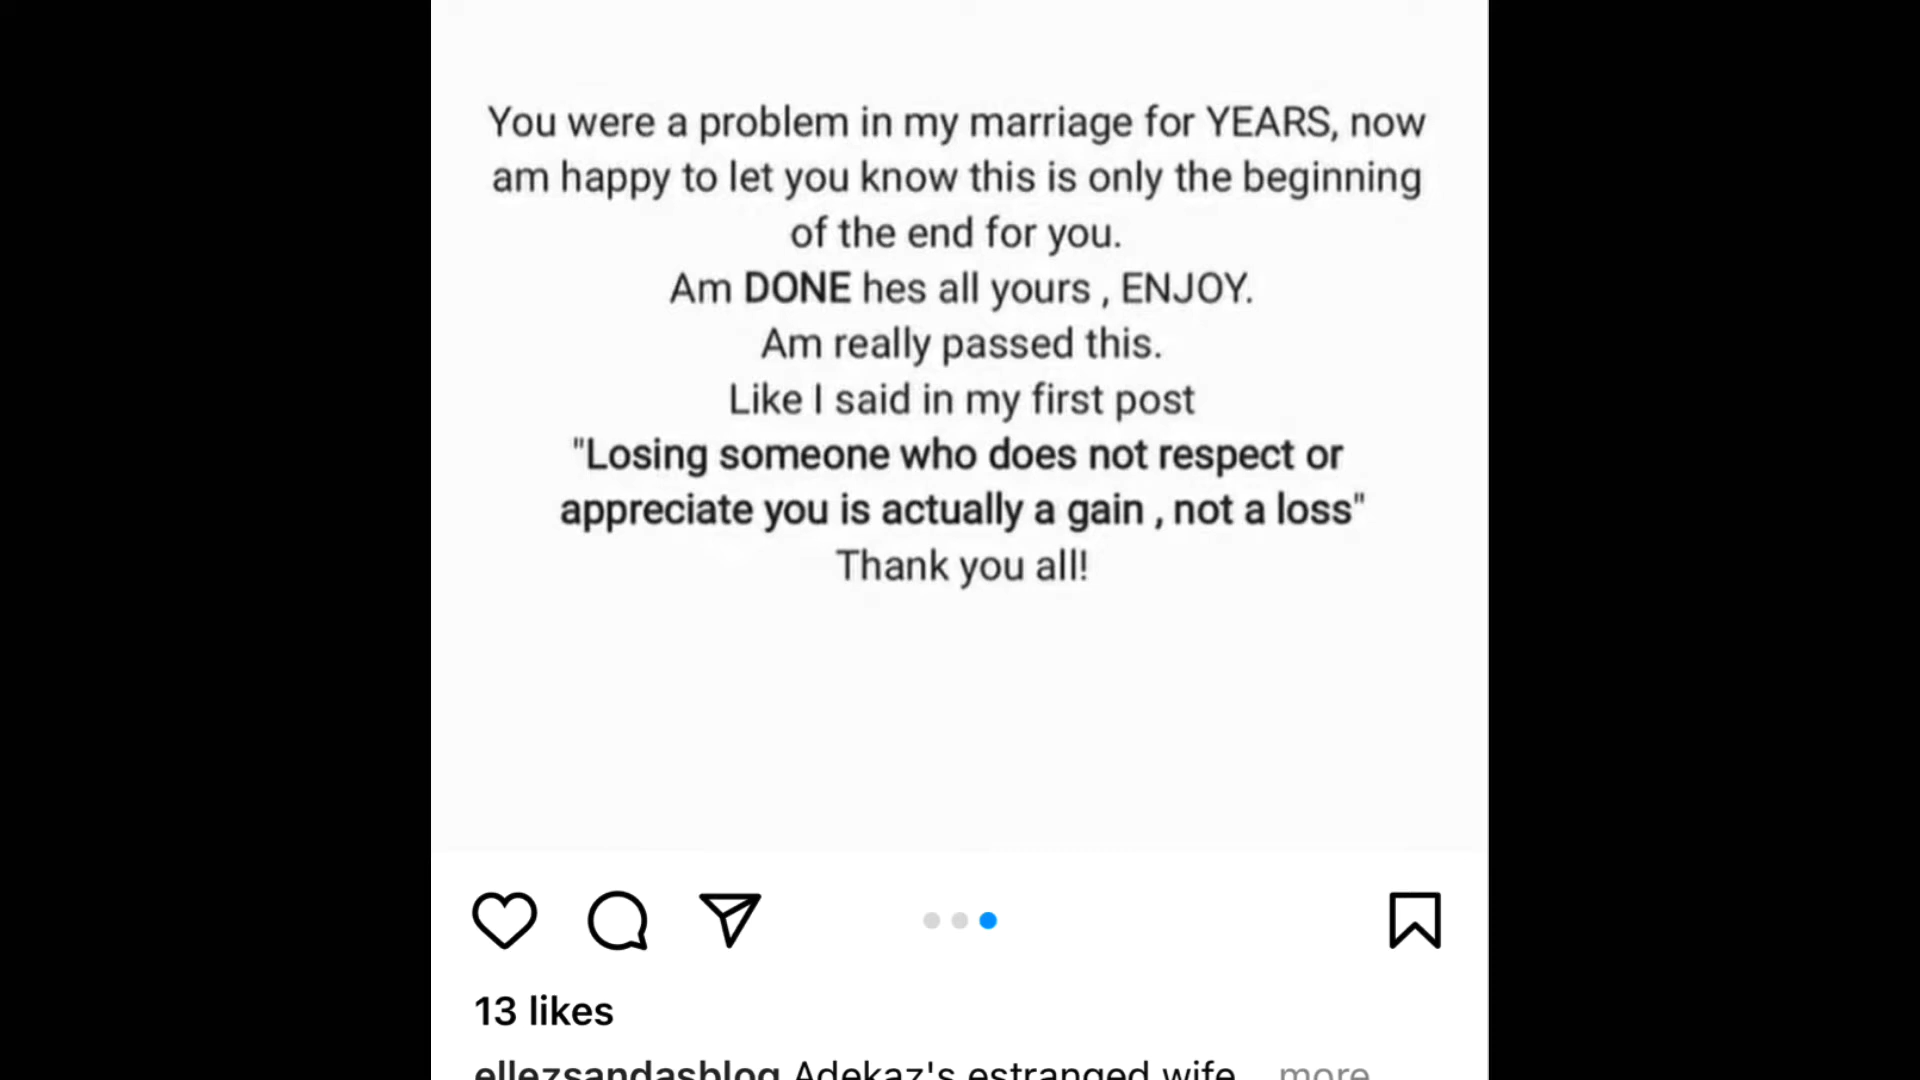 You were a problem in my marriage for YEARS, now
am happy to let you know this is only the beginning
of the end for you.
Am DONE hes all yours , ENJOY.
Am really passed this.
Like I said in my first post
"Losing someone who does not respect or
appreciate you is actually a gain , not a loss"
Thank you all!
13 likes
ellezsandasblog Adekaz's estranged wife... more